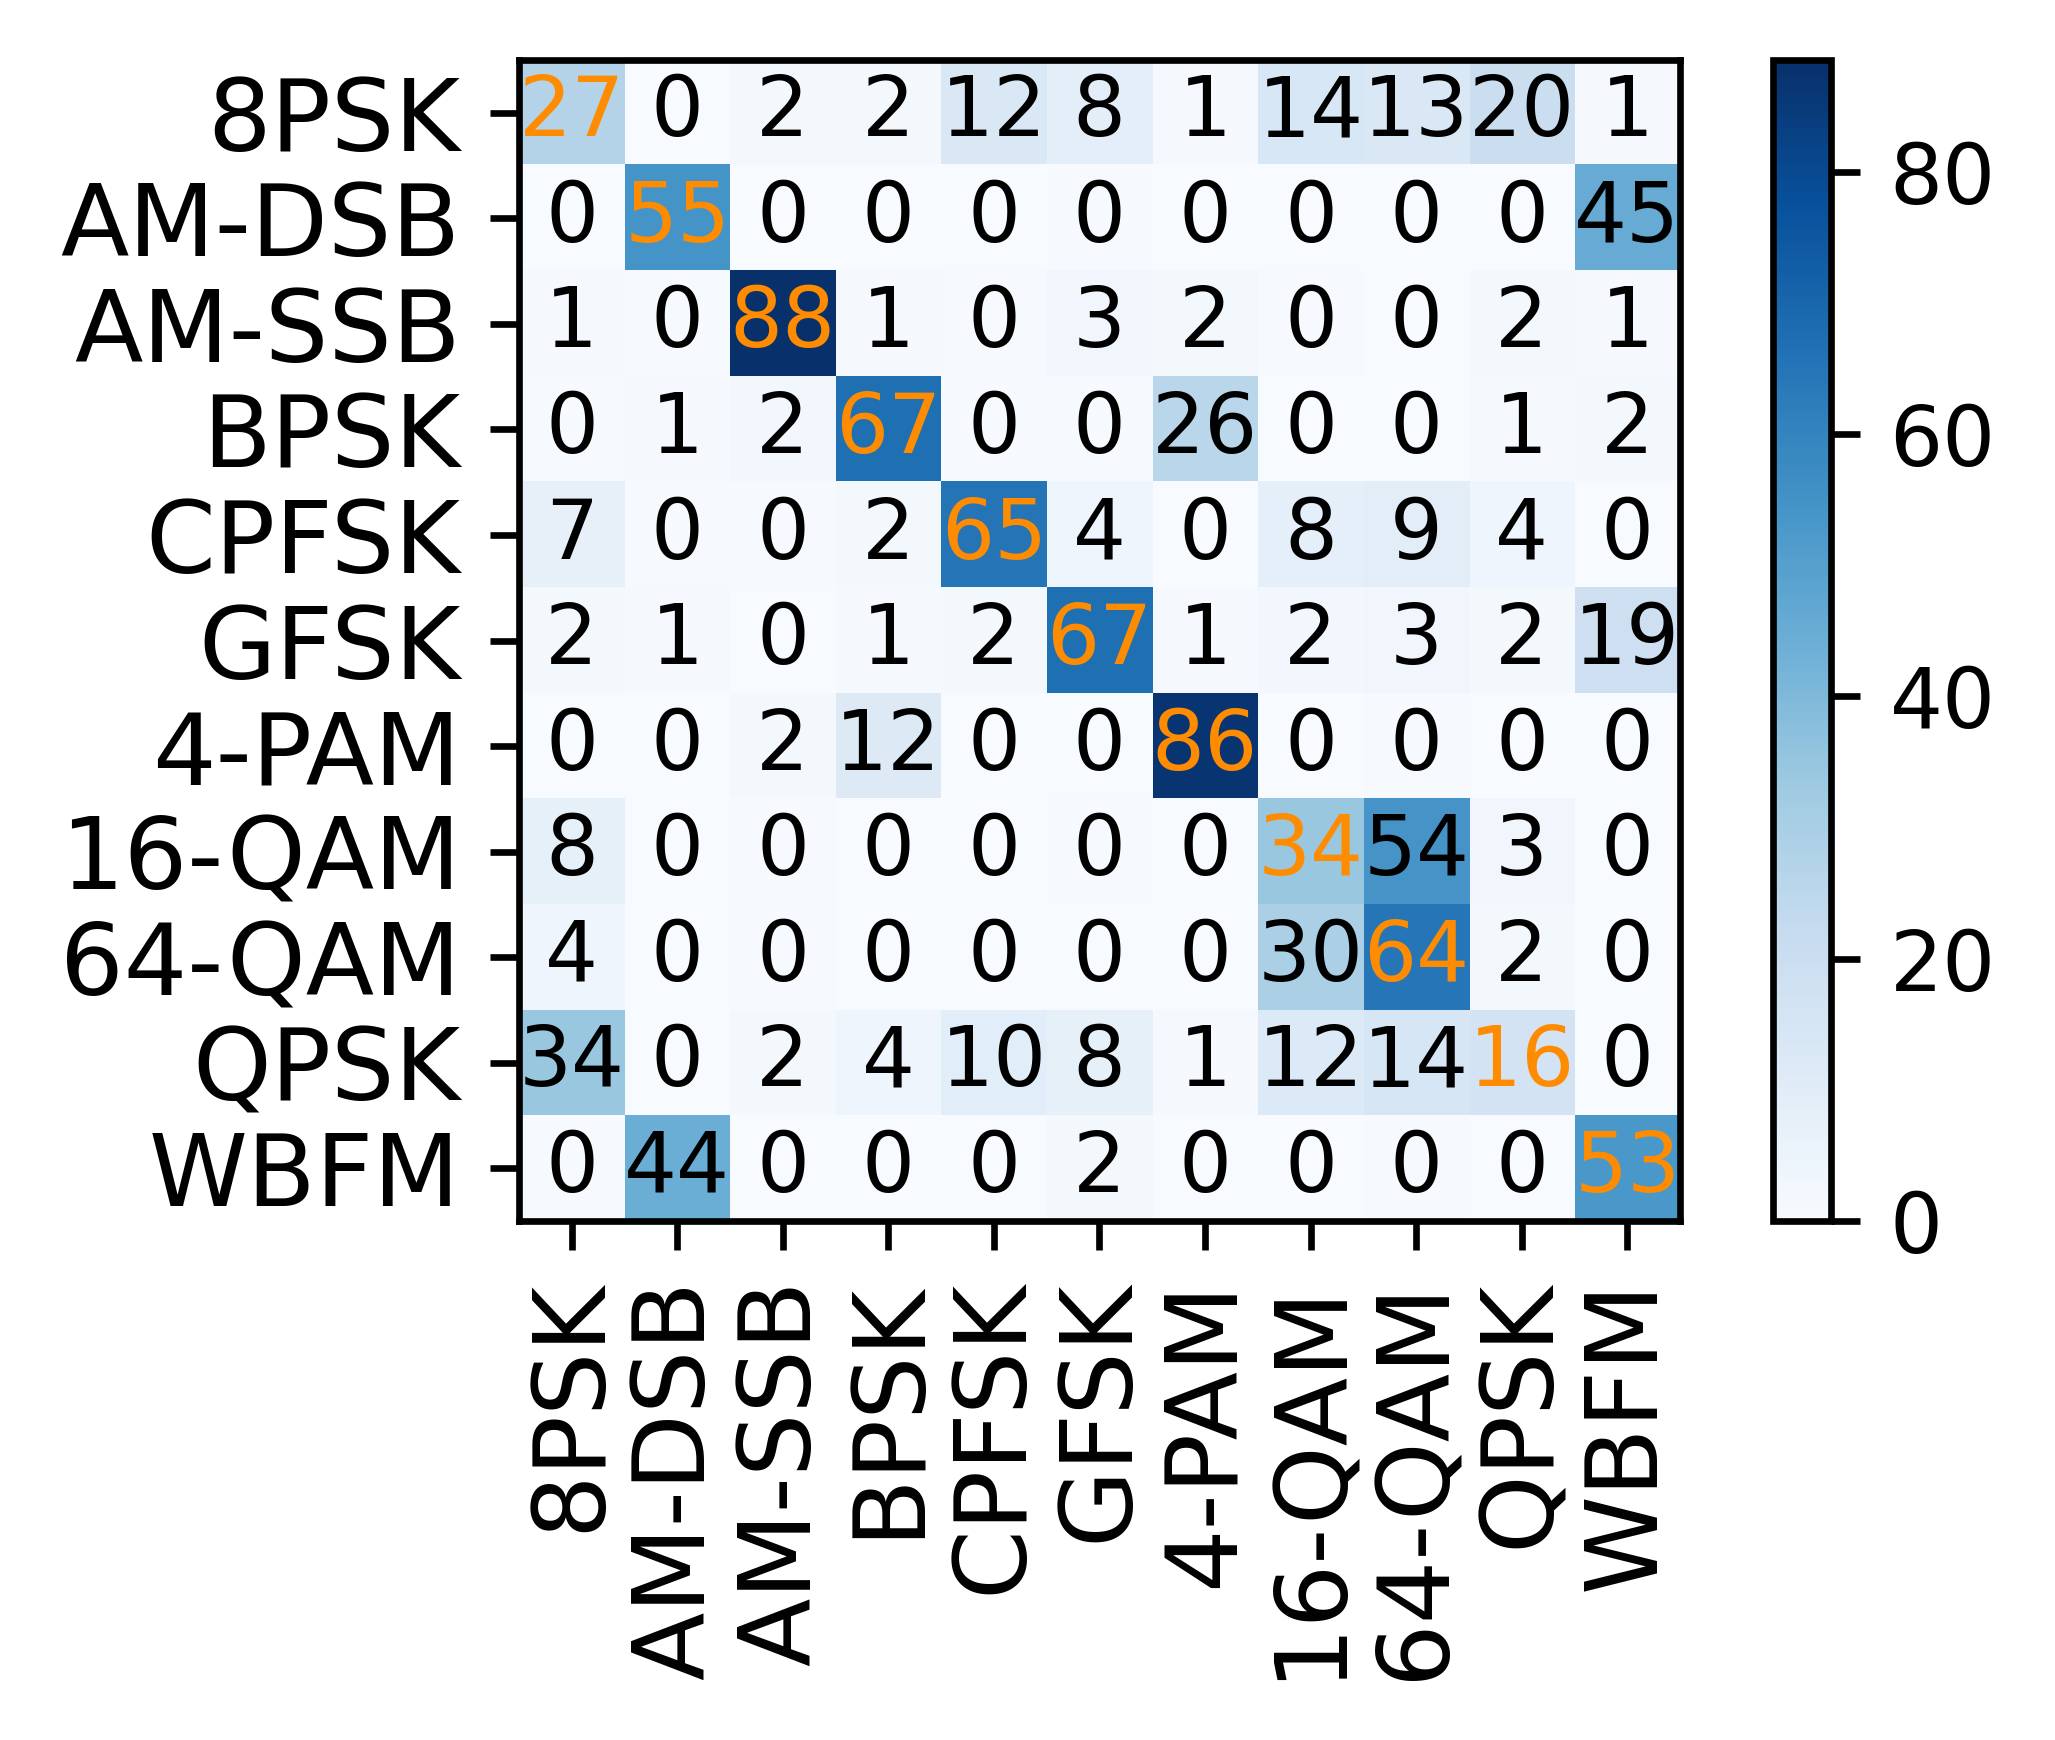 8PSK 27 0 2 2 12 8 1 14 13 20 1
AM-DSB 0 55 0 0 0 0 0 0 0 0 45
AM-SSB 1 0 88 1 0 3 2 0 0 2 1
BPSK 0 1 2 67 0 0 26 0 0 1 2
CPFSK 7 0 0 2 65 4 0 8 9 4 0
GFSK 2 1 0 1 2 67 1 2 3 2 19
4-PAM 0 0 2 12 0 0 86 0 0 0 0
16-QAM 8 0 0 0 0 0 0 34 54 3 0
64-QAM 4 0 0 0 0 0 0 30 64 2 0
QPSK 34 0 2 4 10 8 1 12 14 16 0
WBFM 0 44 0 0 0 2 0 0 0 0 53
8PSK
AM-DSB
AM-SSB
BPSK
CPFSK
GFSK
4-PAM
16-QAM
64-QAM
QPSK
WBFM
80
60
40
20
0